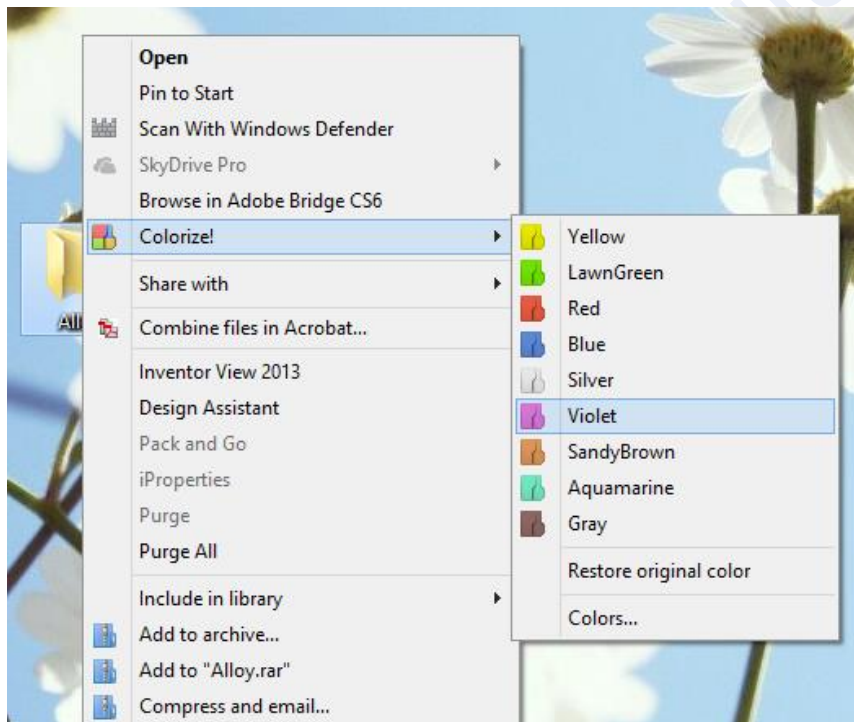 Open
Pin to Start
Scan With Windows Defender
SkyDrive Pro
Browse in Adobe Bridge CS6
Colorize!
Share with
All
Combine files in Acrobat...
Inventor View 2013
Design Assistant
Pack and Go
iProperties
Purge
Purge All
Include in library
Add to archive...
Add to "Alloy.rar"
Compress and email...
Yellow
LawnGreen
Red
Blue
Silver
Violet
SandyBrown
Aquamarine
Gray
Restore original color
Colors...